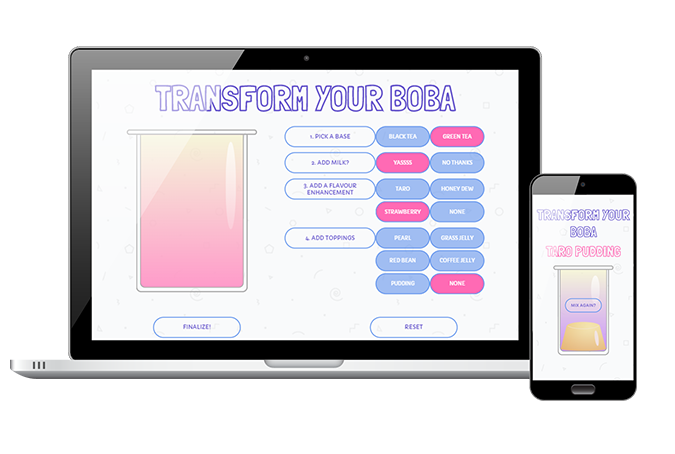 TRANSFORM YOUR BOBA
1. PICK A BASE
BLACK TEA
GREEN TEA
2. ADD MILK?
YASSSS
NO THANKS
3. ADD A FLAVOUR
ENHANCEMENT
TARO
HONEY DEW
STRAWBERRY
NONE
4. ADD TOPPINGS
PEARL
GRASS JELLY
RED BEAN
COFFEE JELLY
PUDDING
NONE
FINALIZE!
RESET
TRANSFORM YOUR
BOBA
TARO PUDDING
MIX AGAIN?